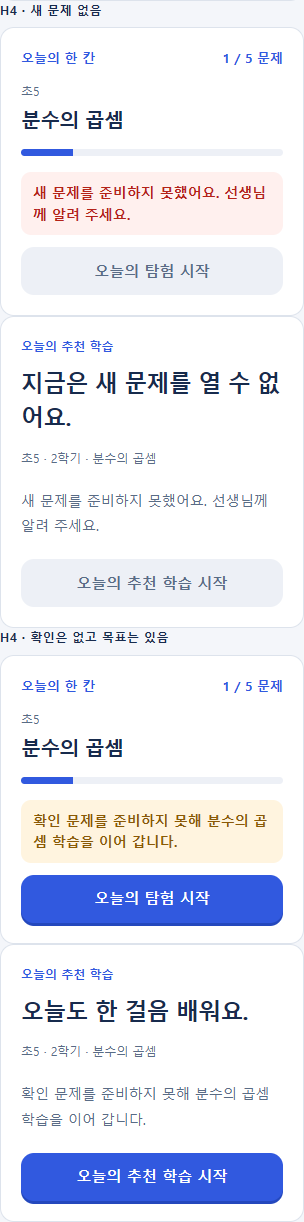 H4 · 새 문제 없음
오늘의 한 칸
1 / 5 문제
초5
분수의 곱셈
새 문제를 준비하지 못했어요. 선생님
께 알려 주세요.
오늘의 탐험 시작
오늘의 추천 학습
지금은 새 문제를 열 수 없
어요.
초5 · 2학기 · 분수의 곱셈
새 문제를 준비하지 못했어요. 선생님께
알려 주세요.
오늘의 추천 학습 시작
H4 · 확인은 없고 목표는 있음
오늘의 한 칸
1 / 5 문제
초5
분수의 곱셈
확인 문제를 준비하지 못해 분수의 곱
셈 학습을 이어 갑니다.
오늘의 탐험 시작
오늘의 추천 학습
오늘도 한 걸음 배워요.
초5 · 2학기 · 분수의 곱셈
확인 문제를 준비하지 못해 분수의 곱셈
학습을 이어 갑니다.
오늘의 추천 학습 시작